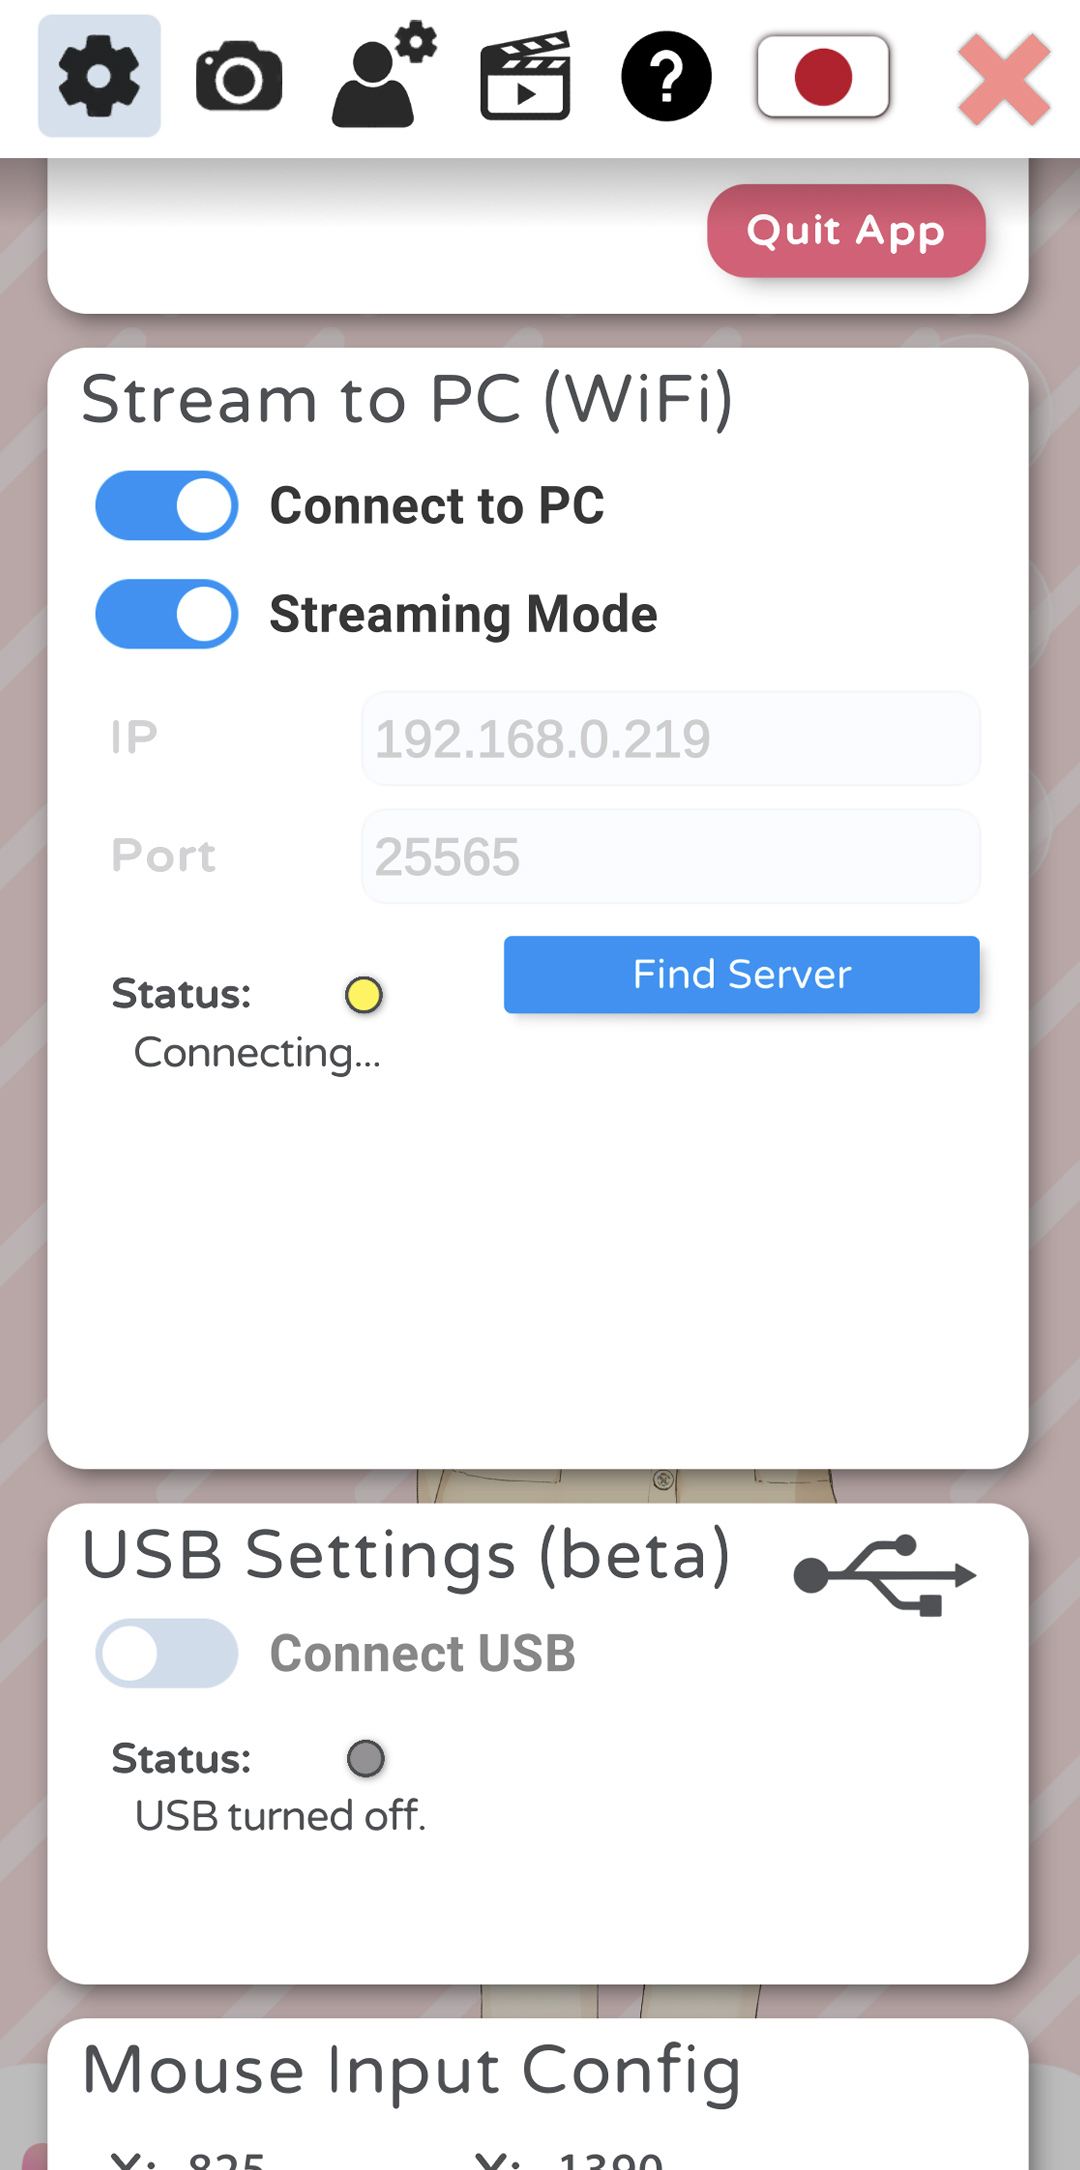 Quit App
Stream to PC (WiFi)
Connect to PC
Streaming Mode
IP 192.168.0.219
Port 25565
Find Server
Status:
Connecting...
USB Settings (beta)
Connect USB
Status:
USB turned off.
Mouse Input Config